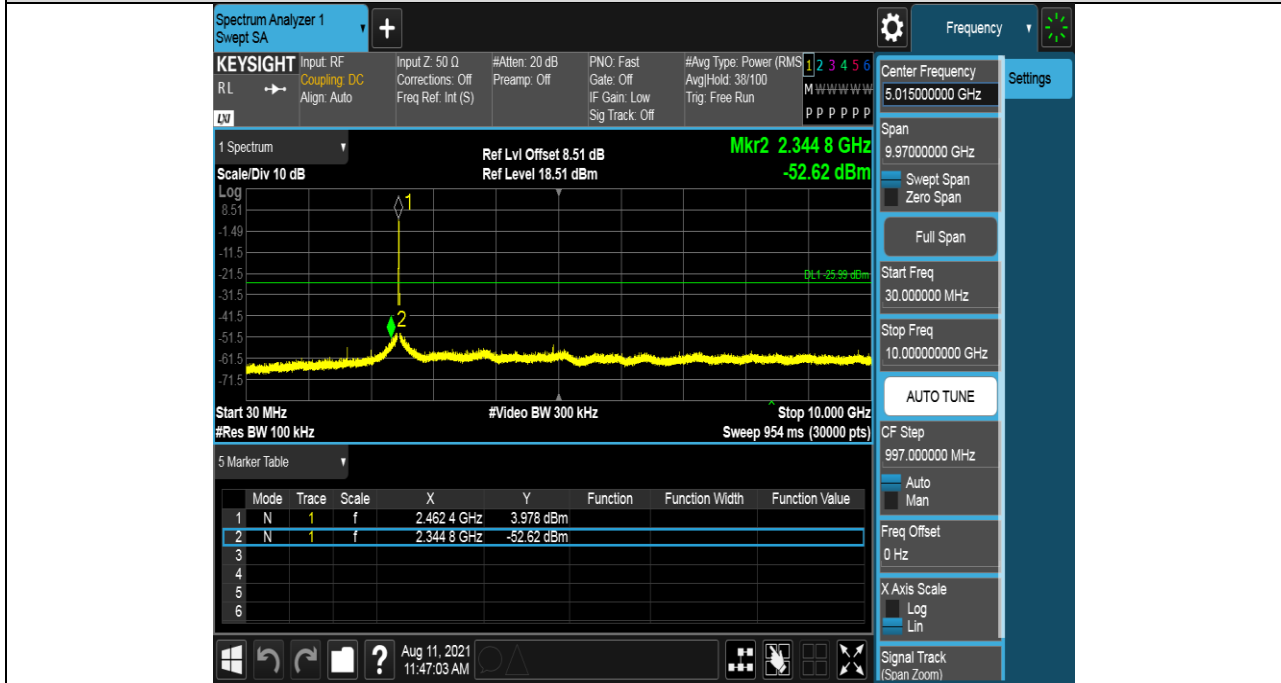 Spectrum Analyzer 1
Swept SA
+
Frequency
KEYSIGHT
RL
LXI
Input: RF
Coupling: DC
Align: Auto
Input Z: 50 Ω
Corrections: Off
Freq Ref: Int (S)
#Atten: 20 dB
Preamp: Off
PNO: Fast
Gate: Off
IF Gain: Low
Sig Track: Off
#Avg Type: Power (RMS
Avg|Hold: 38/100
Trig: Free Run
1 2 3 4 5 6
M W W W W W
P P P P P P
1 Spectrum
Scale/Div 10 dB
Ref Lvl Offset 8.51 dB
Ref Level 18.51 dBm
Mkr2 2.344 8 GHz
-52.62 dBm
Log
8.51
-1.49
-11.5
-21.5
-31.5
-41.5
-51.5
-61.5
-71.5
1
2
DL1 -25.99 dBm
Start 30 MHz
#Res BW 100 kHz
#Video BW 300 kHz
Stop 10.000 GHz
Sweep 954 ms (30000 pts)
5 Marker Table
Mode Trace Scale X Y Function Function Width Function Value
1 N 1 f 2.462 4 GHz 3.978 dBm
2 N 1 f 2.344 8 GHz -52.62 dBm
3
4
5
6
?
Aug 11, 2021
11:47:03 AM
Center Frequency
5.015000000 GHz
Span
9.97000000 GHz
Swept Span
Zero Span
Full Span
Start Freq
30.000000 MHz
Stop Freq
10.000000000 GHz
AUTO TUNE
CF Step
997.000000 MHz
Auto
Man
Freq Offset
0 Hz
X Axis Scale
Log
Lin
Signal Track
(Span Zoom)
Settings